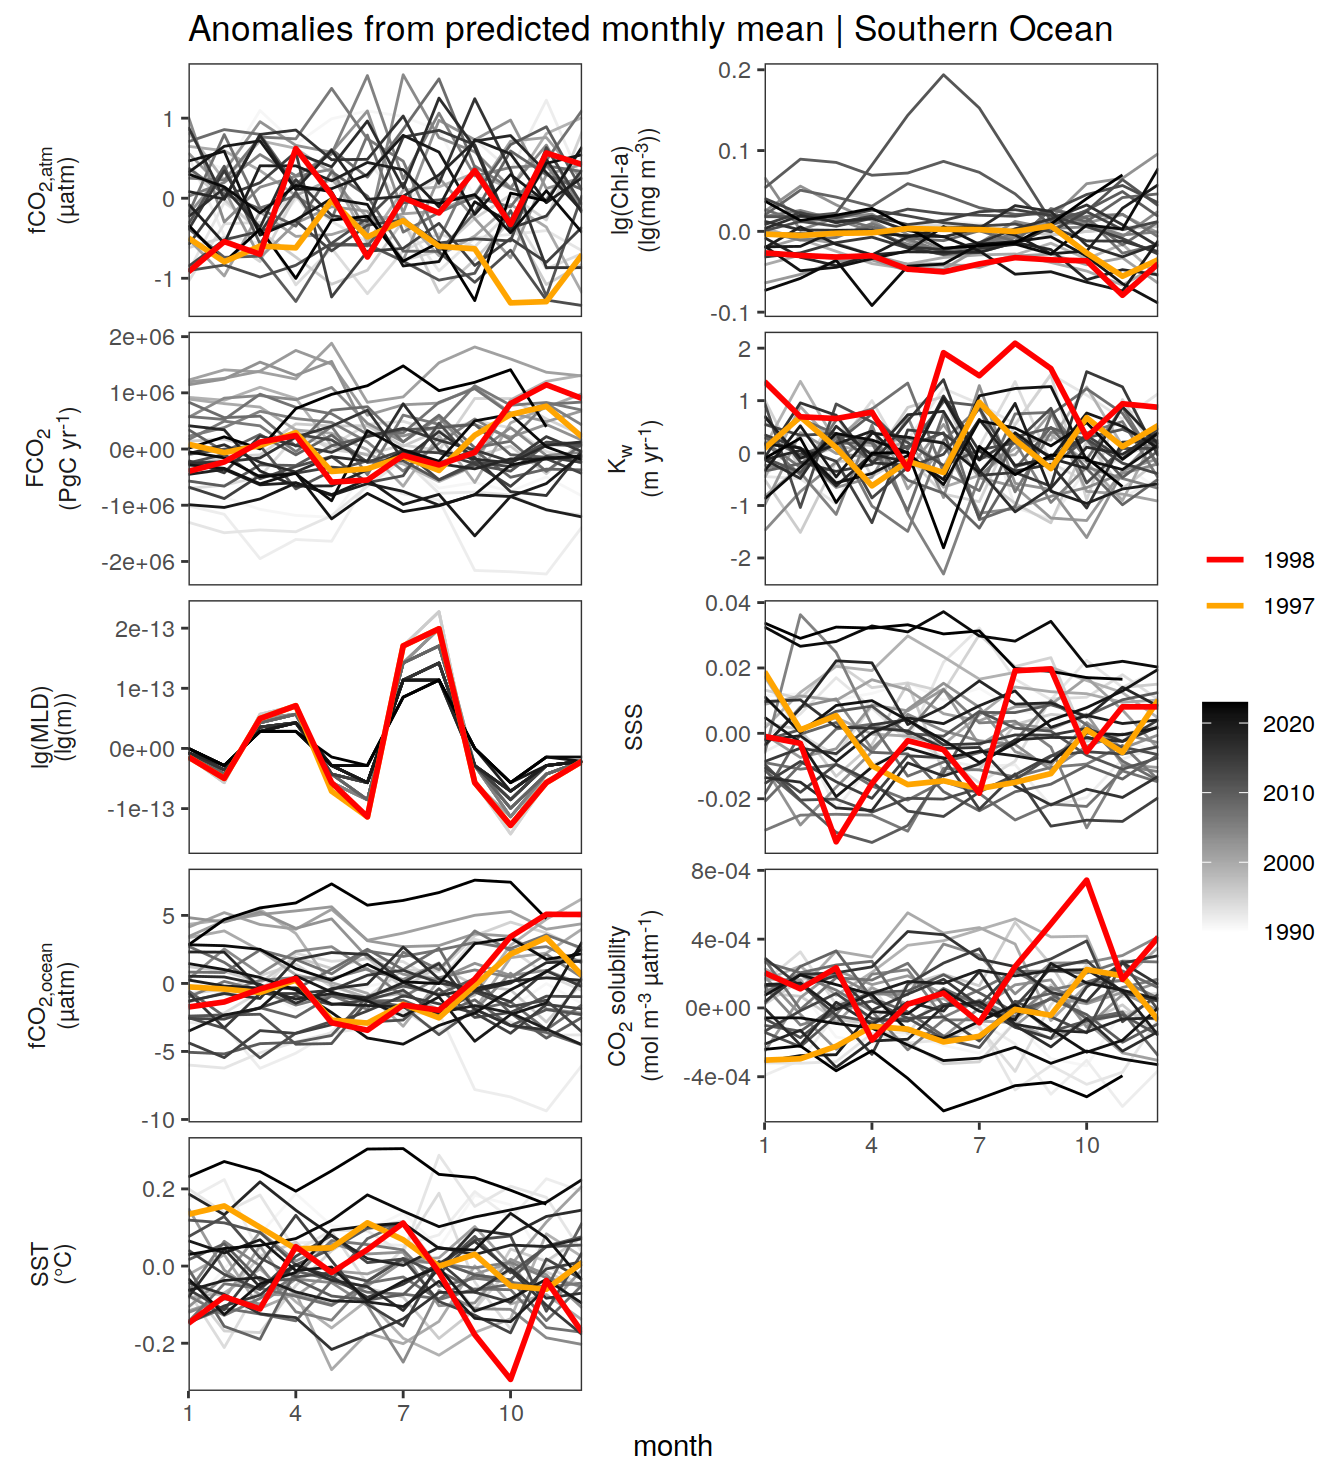 Anomalies from predicted monthly mean | Southern Ocean
fCO2,atm
(µatm)
1
0
-1
lg(Chl-a)
(lg(mg m-3))
0.2
0.1
0.0
-0.1
FCO2
(PgC yr-1)
2e+06
1e+06
0e+00
-1e+06
-2e+06
Kw
(m yr-1)
2
1
0
-1
-2
lg(MLD)
(lg(m))
2e-13
1e-13
0e+00
-1e-13
SSS
0.04
0.02
0.00
-0.02
fCO2,ocean
(µatm)
5
0
-5
-10
CO2 solubility
(mol m-3 µatm-1)
8e-04
4e-04
0e+00
-4e-04
1 4 7 10
SST
(°C)
0.2
0.0
-0.2
1 4 7 10
month
1998
1997
2020
2010
2000
1990